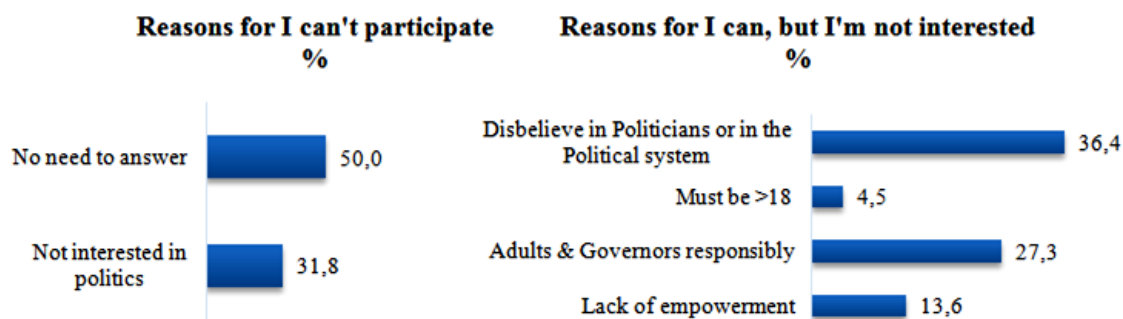 Reasons for I can't participate
%
No need to answer
50,0
Not interested in
politics
31,8
Reasons for I can, but I'm not interested
%
Disbelieve in Politicians or in the
Political system
36,4
Must be >18
4,5
Adults & Governors responsibly
27,3
Lack of empowerment
13,6